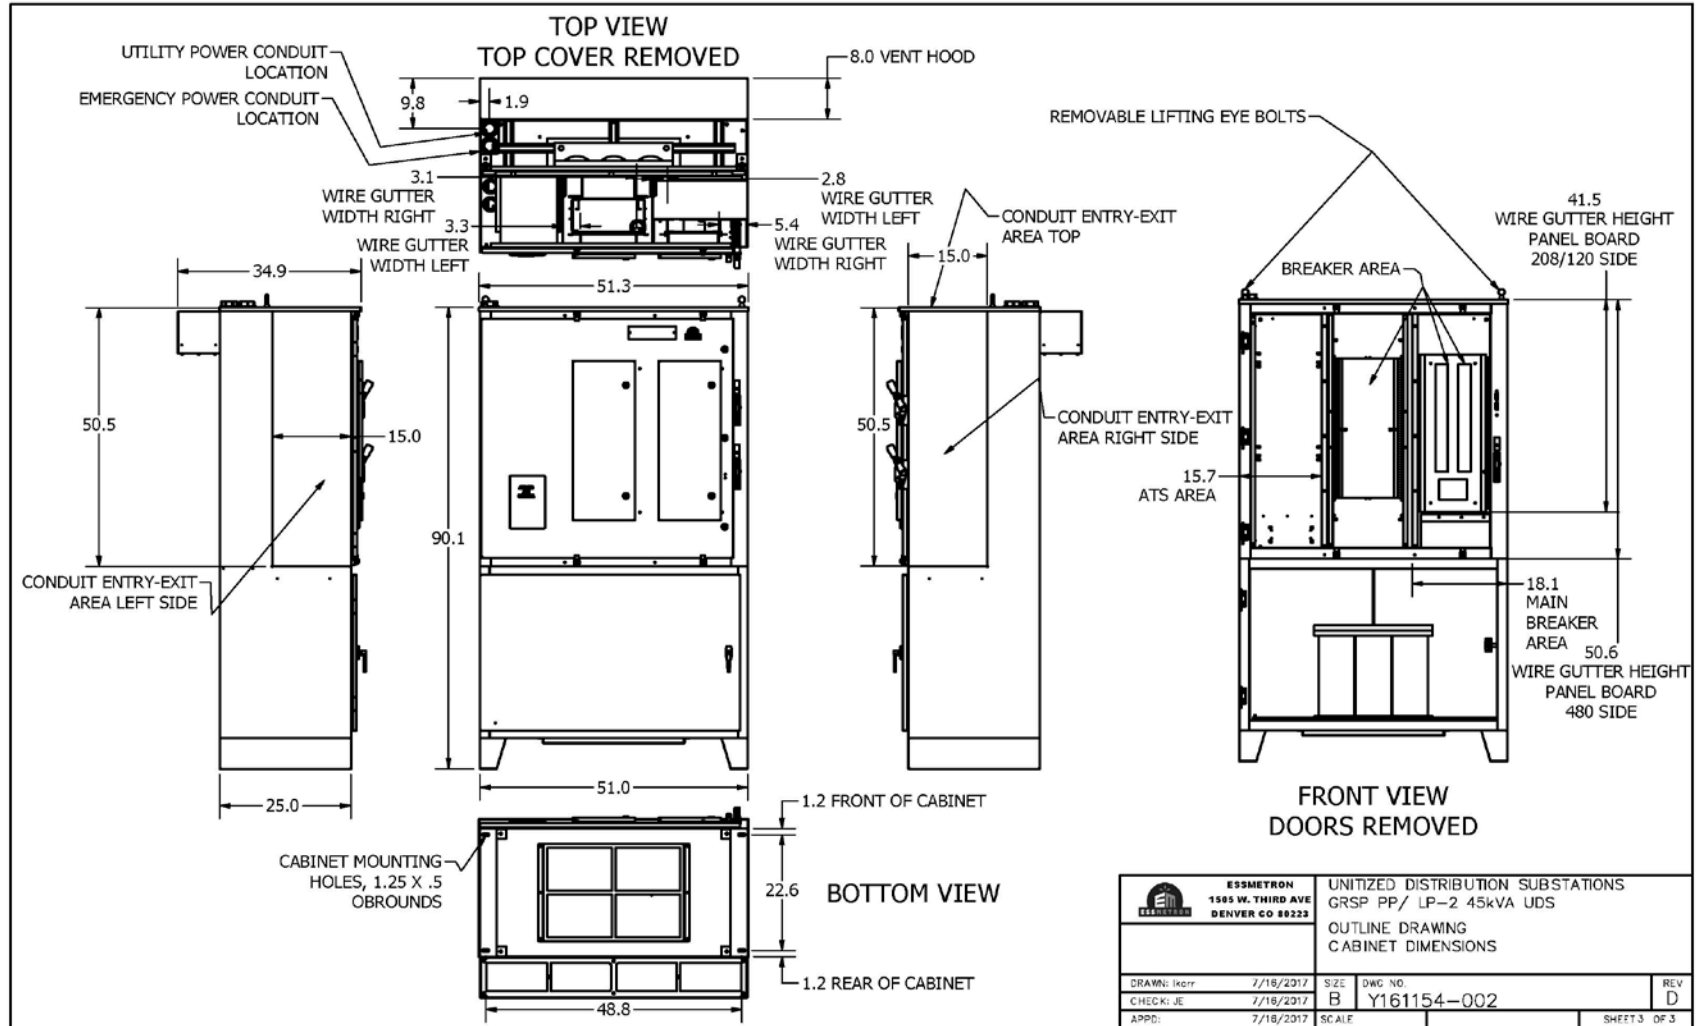 TOP VIEW
TOP COVER REMOVED
UTILITY POWER CONDUIT
LOCATION
EMERGENCY POWER CONDUIT
LOCATION
9.8
1.9
8.0 VENT HOOD
3.1
WIRE GUTTER
WIDTH RIGHT
3.3
WIRE GUTTER
WIDTH LEFT
2.8
WIRE GUTTER
WIDTH LEFT
5.4
WIRE GUTTER
WIDTH RIGHT
CONDUIT ENTRY-EXIT
AREA TOP
REMOVABLE LIFTING EYE BOLTS
41.5
WIRE GUTTER HEIGHT
PANEL BOARD
208/120 SIDE
BREAKER AREA
34.9
51.3
15.0
50.5
15.0
90.1
50.5
CONDUIT ENTRY-EXIT
AREA RIGHT SIDE
15.7
ATS AREA
CONDUIT ENTRY-EXIT
AREA LEFT SIDE
18.1
MAIN
BREAKER
AREA
50.6
WIRE GUTTER HEIGHT
PANEL BOARD
480 SIDE
25.0
51.0
FRONT VIEW
DOORS REMOVED
1.2 FRONT OF CABINET
CABINET MOUNTING
HOLES, 1.25 X .5
OBROUNDS
22.6
BOTTOM VIEW
1.2 REAR OF CABINET
48.8
ESSMETRON
ESSMETRON
1505 W. THIRD AVE
DENVER CO 80223
UNITIZED DISTRIBUTION SUBSTATIONS
GRSP PP/ LP-2 45kVA UDS
OUTLINE DRAWING
CABINET DIMENSIONS
DRAWN: lkarr 7/16/2017
CHECK: JE 7/16/2017
APPD: 7/16/2017
SIZE
B
DWG NO.
Y161154-002
REV
D
SCALE
SHEET 3 OF 3